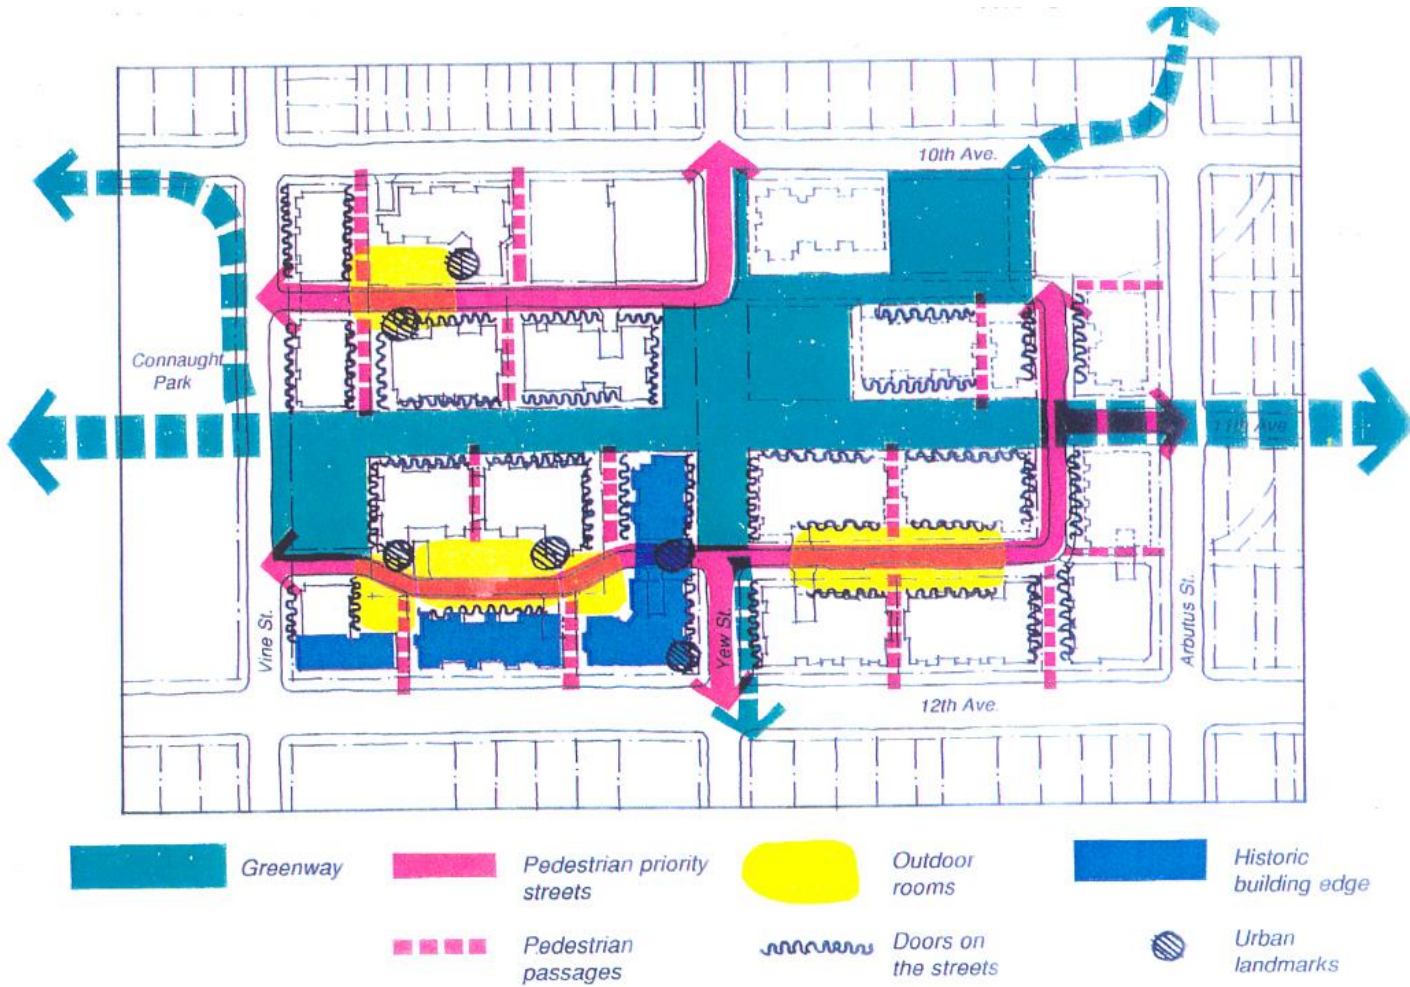 10th Ave.
Connaught
Park
11th Ave
Vine St.
Yew St.
Arbutus St.
12th Ave.
Greenway
Pedestrian priority
streets
Outdoor
rooms
Historic
building edge
Pedestrian
passages
Doors on
the streets
Urban
landmarks